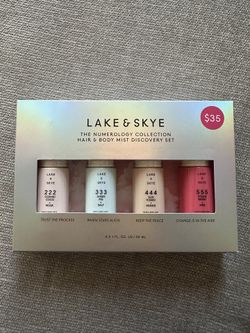 LAKE & SKYE
$35
THE NUMEROLOGY COLLECTION
HAIR & BODY MIST DISCOVERY SET
LAKE
&
SKYE
222
LAKE
&
SKYE
333
LAKE
&
SKYE
444
LAKE
&
SKYE
555
TRUST THE PROCESS
WHEN STARS ALIGN
KEEP THE PEACE
CHANGE IS IN THE AIR